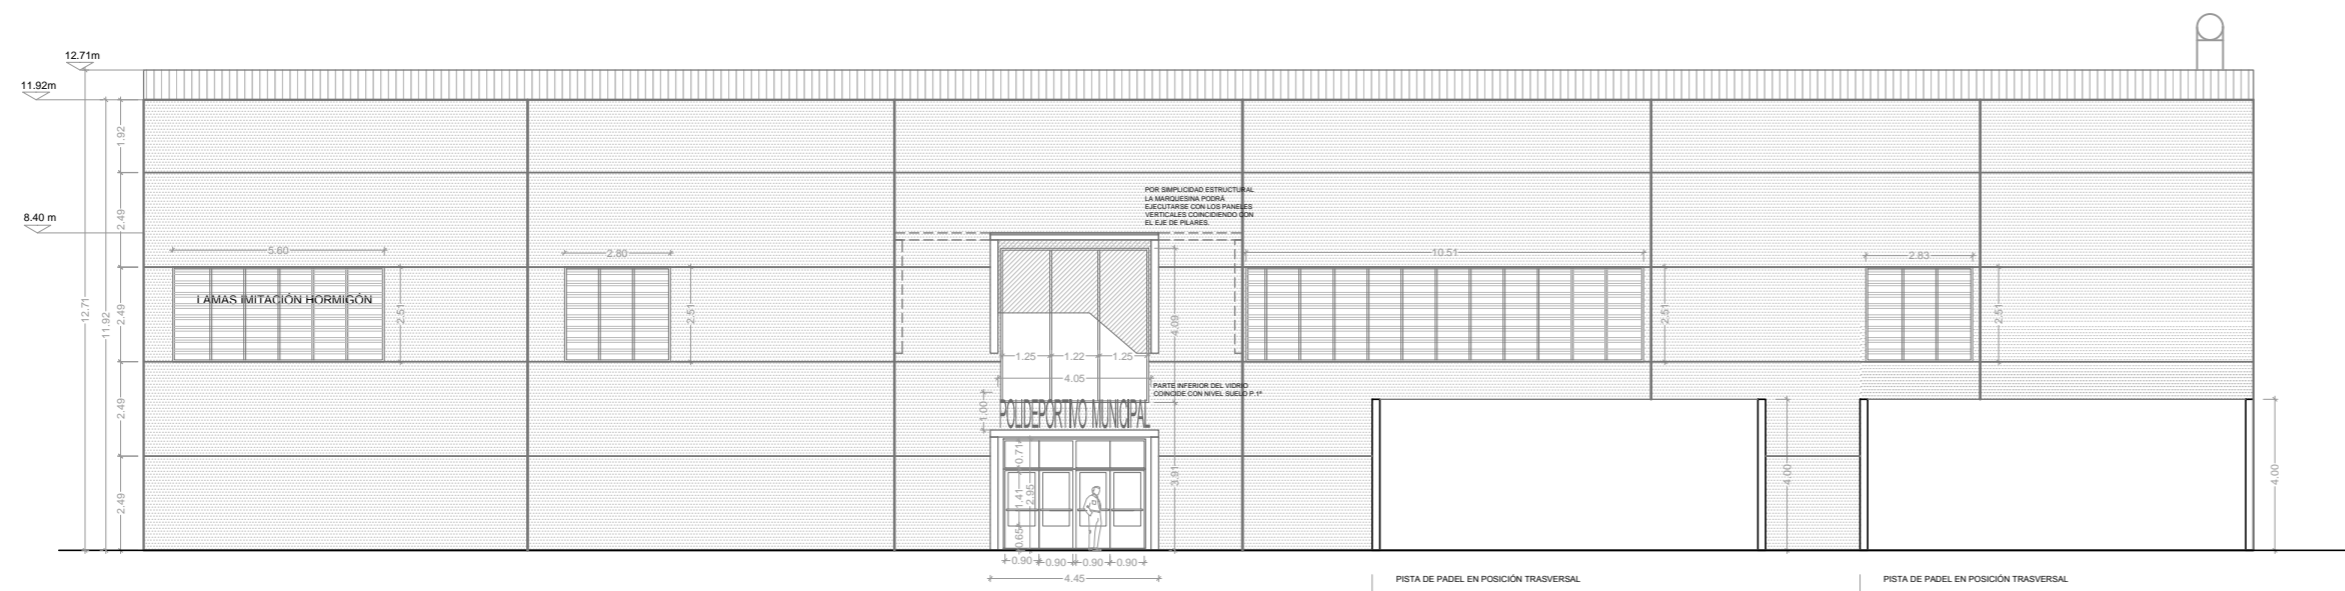 12.71m
11.92m
1.92
POR SIMPLICIDAD ESTRUCTURAL
LA MARQUESINA PODRÁ
EJECUTARSE CON LOS PANELES
VERTICALES COINCIDIENDO CON
EL EJE DE PILARES.
8.40 m
2.49
5.60
2.80
10.51
2.83
LAMAS IMITACIÓN HORMIGÓN
12.71
11.92
2.49
2.51
2.51
4.09
2.51
2.51
1.25
1.22
1.25
4.05
PARTE INFERIOR DEL VIDRIO
COINCIDE CON NIVEL SUELO P.1ª
2.49
1.00
POLIDEPORTIVO MUNICIPAL
0.71
1.41
2.95
0.65
3.91
2.49
4.00
4.00
0.90
0.90
0.90
0.90
4.45
PISTA DE PADEL EN POSICIÓN TRASVERSAL
PISTA DE PADEL EN POSICIÓN TRASVERSAL